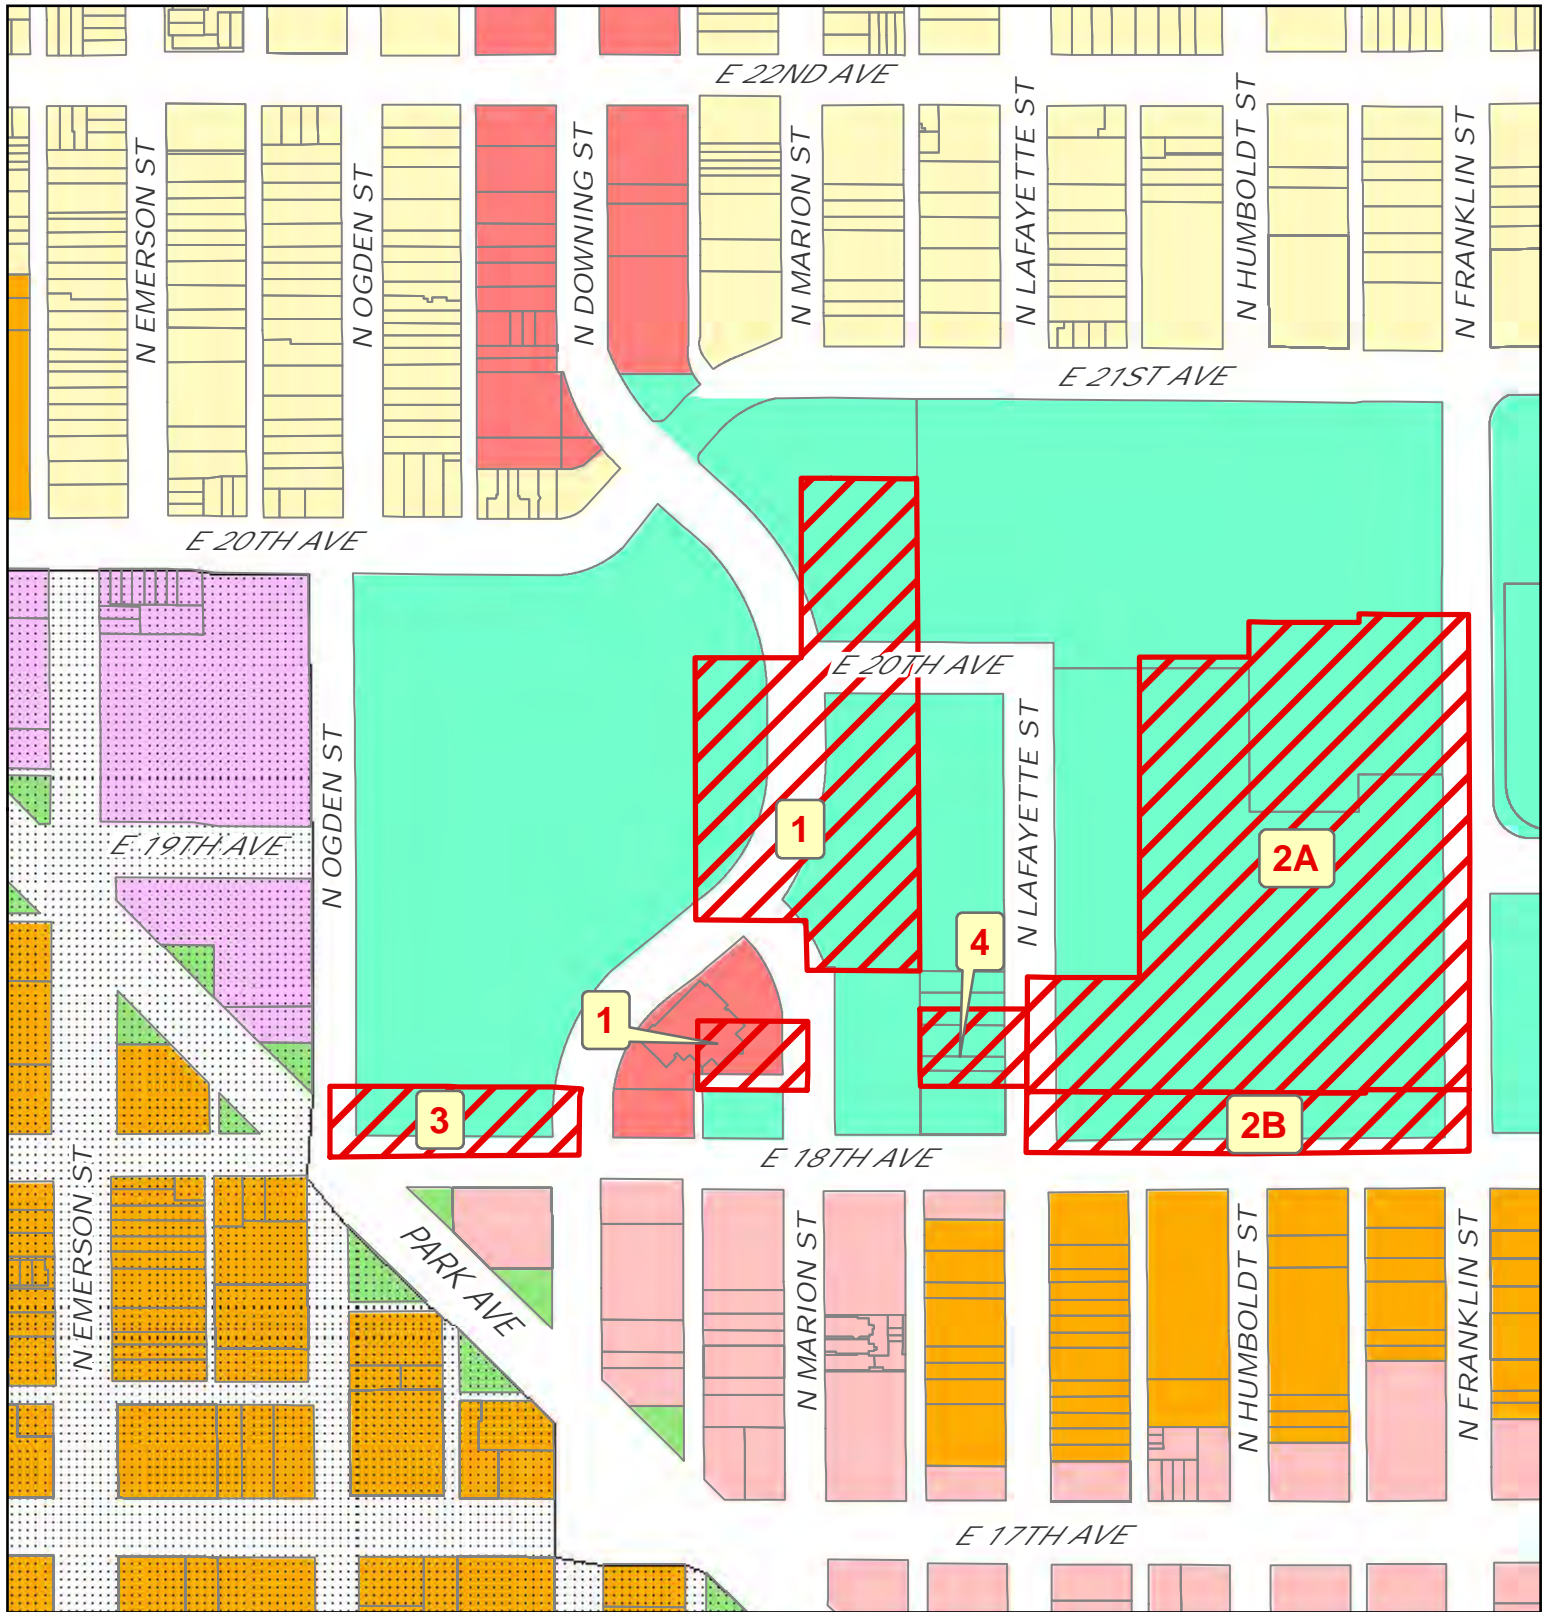 E 22ND AVE
N EMERSON ST
N OGDEN ST
N DOWNING ST
N MARION ST
N LAFAYETTE ST
N HUMBOLDT ST
N FRANKLIN ST
E 21ST AVE
E 20TH AVE
E 20TH AVE
N OGDEN ST
N LAFAYETTE ST
1
E 19TH AVE
2A
4
1
3
2B
E 18TH AVE
N EMERSON ST
PARK AVE
N MARION ST
N HUMBOLDT ST
N FRANKLIN ST
E 17TH AVE